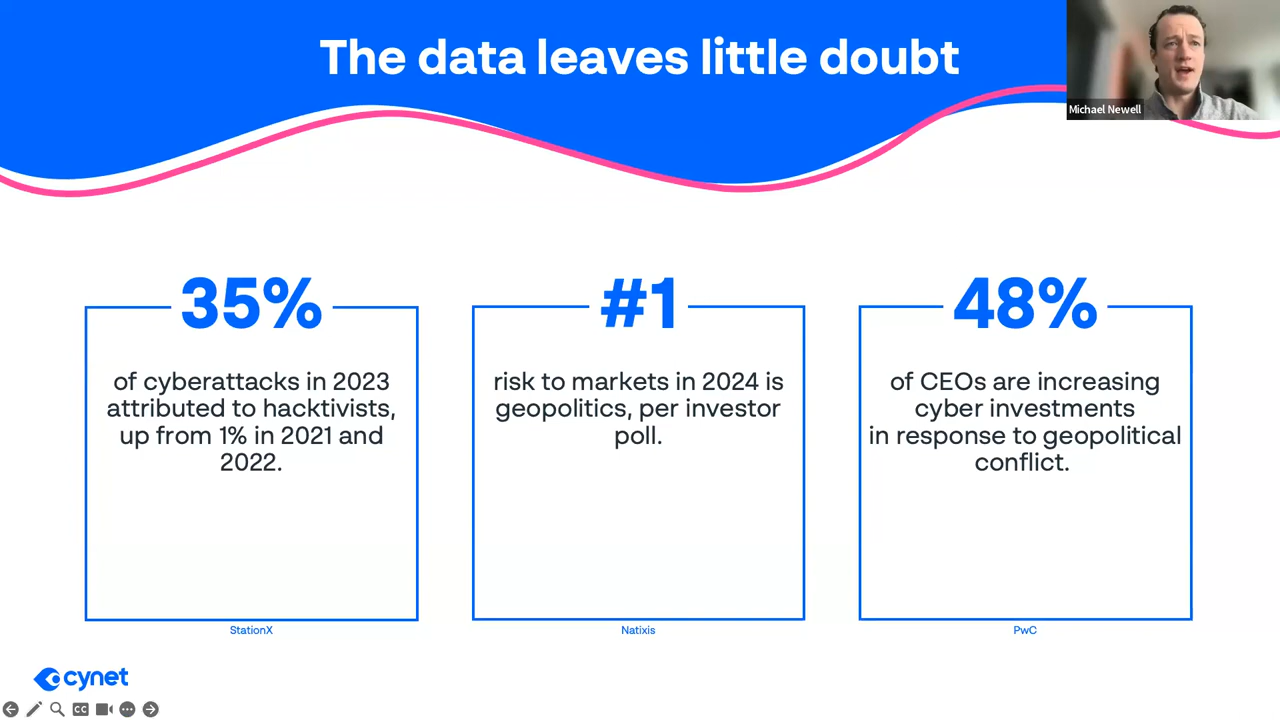 The data leaves little doubt
Michael Newell
35%
of cyberattacks in 2023
attributed to hacktivists,
up from 1% in 2021 and
2022.
StationX
#1
risk to markets in 2024 is
geopolitics, per investor
poll.
Natixis
48%
of CEOs are increasing
cyber investments
in response to geopolitical
conflict.
PwC
cynet
CC